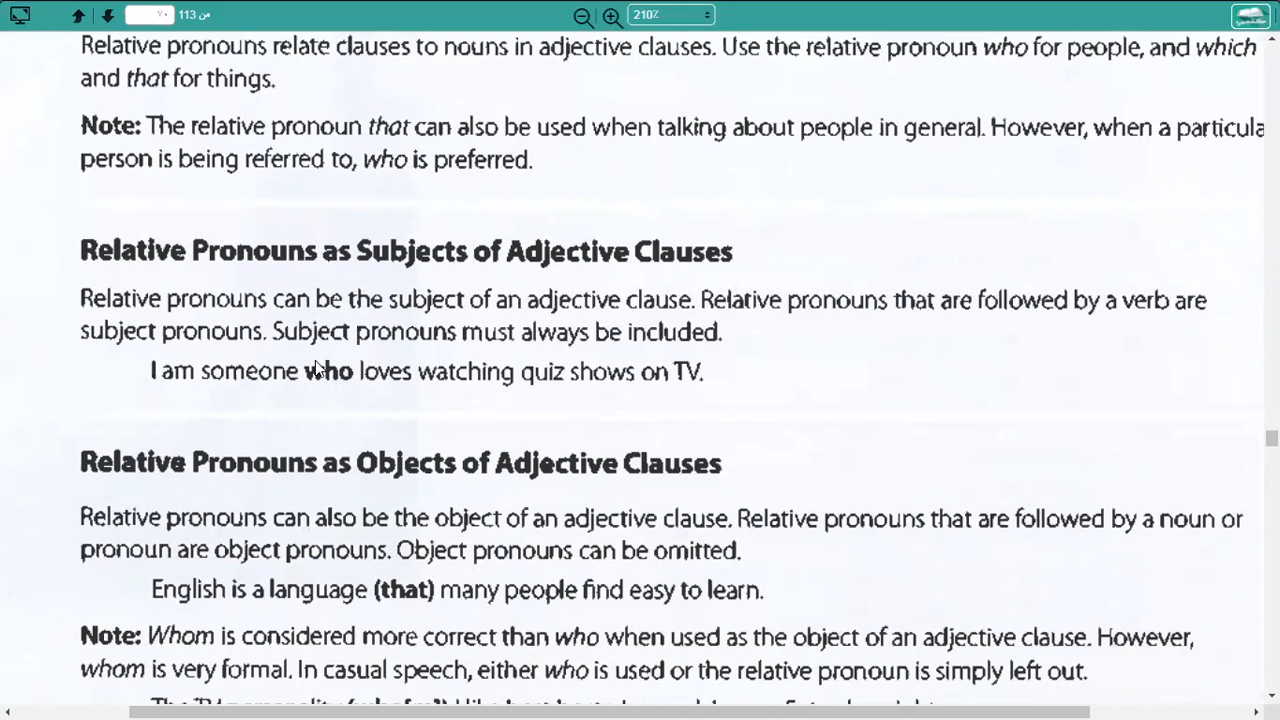 من 113
٢٠
210%
Relative pronouns relate clauses to nouns in adjective clauses. Use the relative pronoun who for people, and which
and that for things.
Note: The relative pronoun that can also be used when talking about people in general. However, when a particula
person is being referred to, who is preferred.
Relative Pronouns as Subjects of Adjective Clauses
Relative pronouns can be the subject of an adjective clause. Relative pronouns that are followed by a verb are
subject pronouns. Subject pronouns must always be included.
I am someone who loves watching quiz shows on TV.
Relative Pronouns as Objects of Adjective Clauses
Relative pronouns can also be the object of an adjective clause. Relative pronouns that are followed by a noun or
pronoun are object pronouns. Object pronouns can be omitted.
English is a language (that) many people find easy to learn.
Note: Whom is considered more correct than who when used as the object of an adjective clause. However,
whom is very formal. In casual speech, either who is used or the relative pronoun is simply left out.